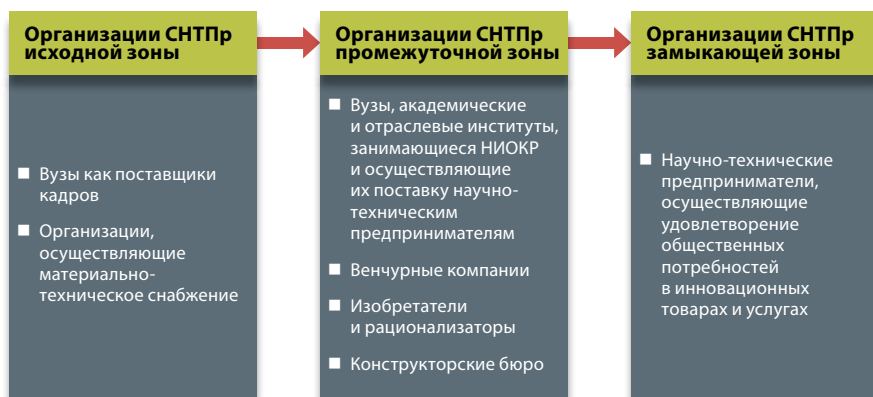 Организации СНТПр
исходной зоны
■ Вузы как поставщики
кадров
■ Организации,
осуществляющие
материально-
техническое снабжение
Организации СНТПр
промежуточной зоны
■ Вузы, академические
и отраслевые институты,
занимающиеся НИОКР
и осуществляющие
их поставку научно-
техническим
предпринимателям
■ Венчурные компании
■ Изобретатели
и рационализаторы
■ Конструкторские бюро
Организации СНТПр
замыкающей зоны
■ Научно-технические
предприниматели,
осуществляющие
удовлетворение
общественных
потребностей
в инновационных
товарах и услугах